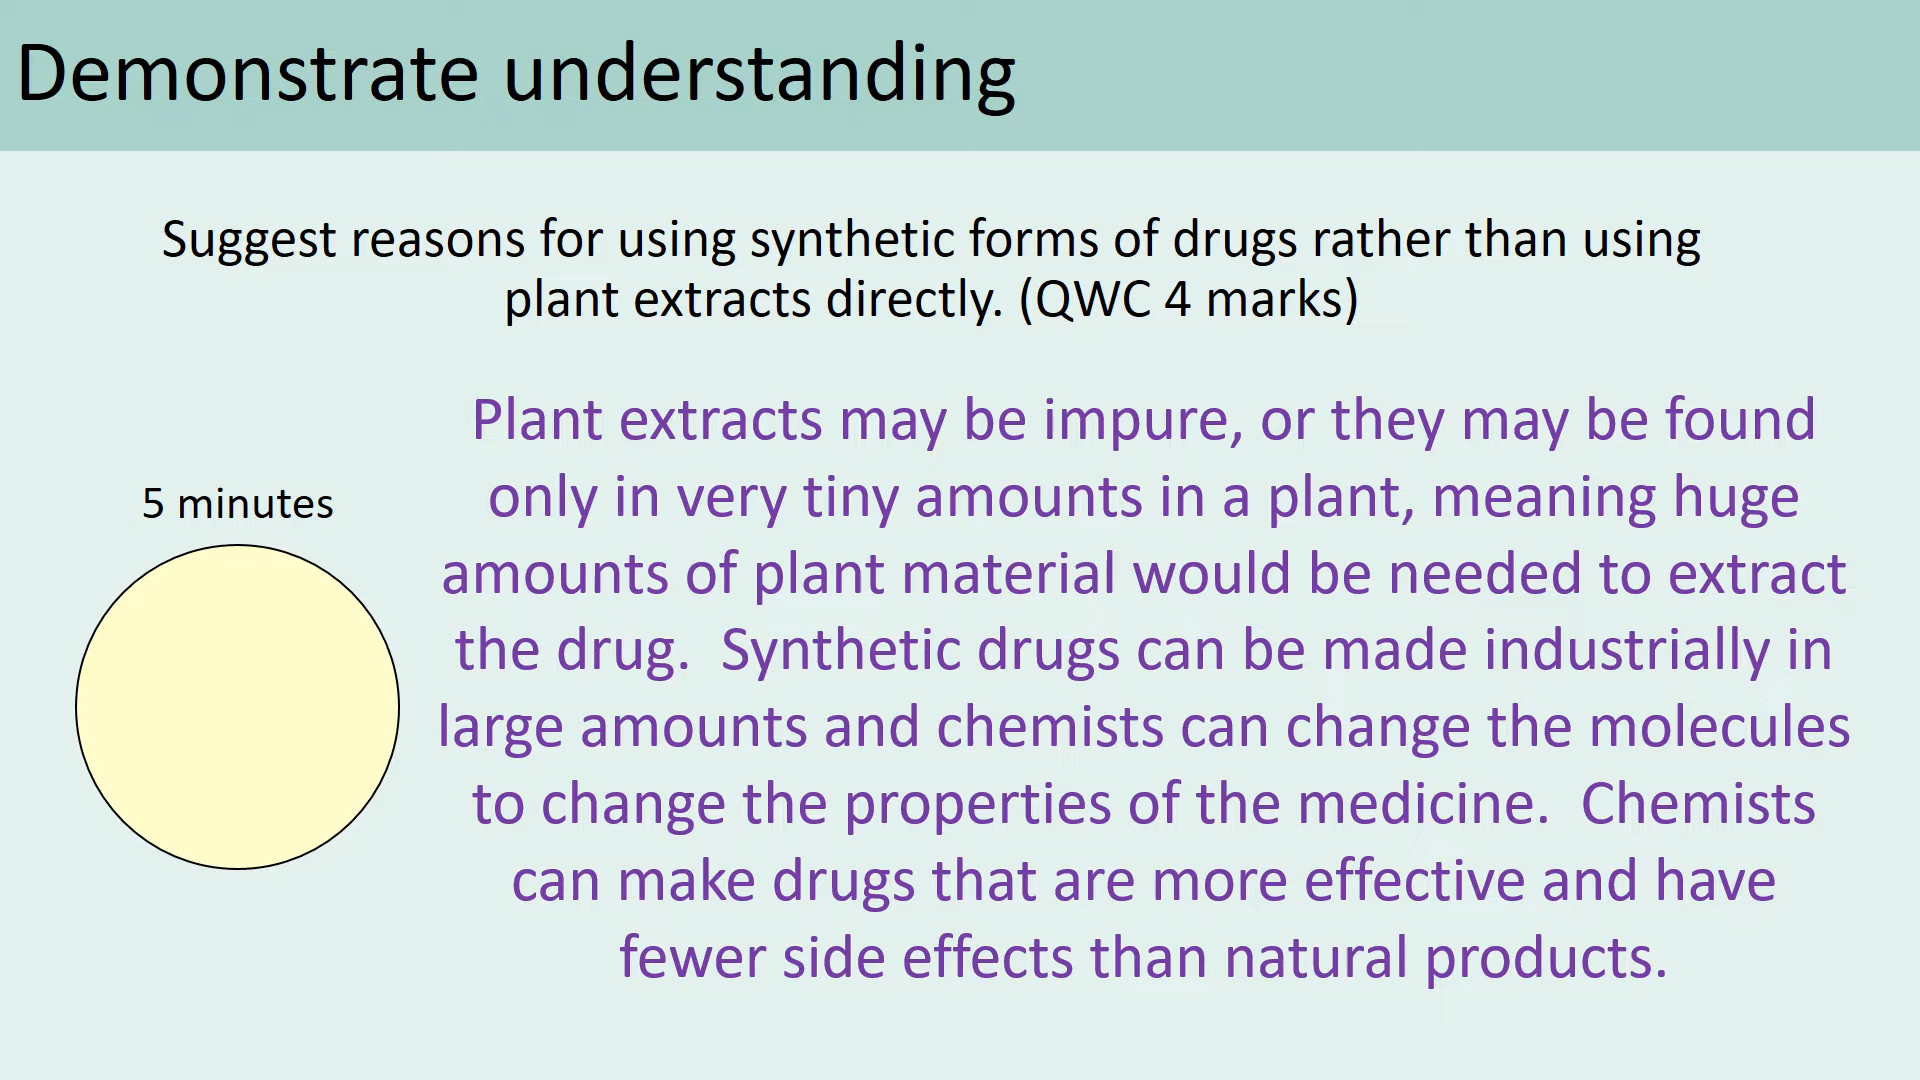 Demonstrate understanding
Suggest reasons for using synthetic forms of drugs rather than using
plant extracts directly. (QWC 4 marks)
5 minutes
Plant extracts may be impure, or they may be found
only in very tiny amounts in a plant, meaning huge
amounts of plant material would be needed to extract
the drug.  Synthetic drugs can be made industrially in
large amounts and chemists can change the molecules
to change the properties of the medicine.  Chemists
can make drugs that are more effective and have
fewer side effects than natural products.